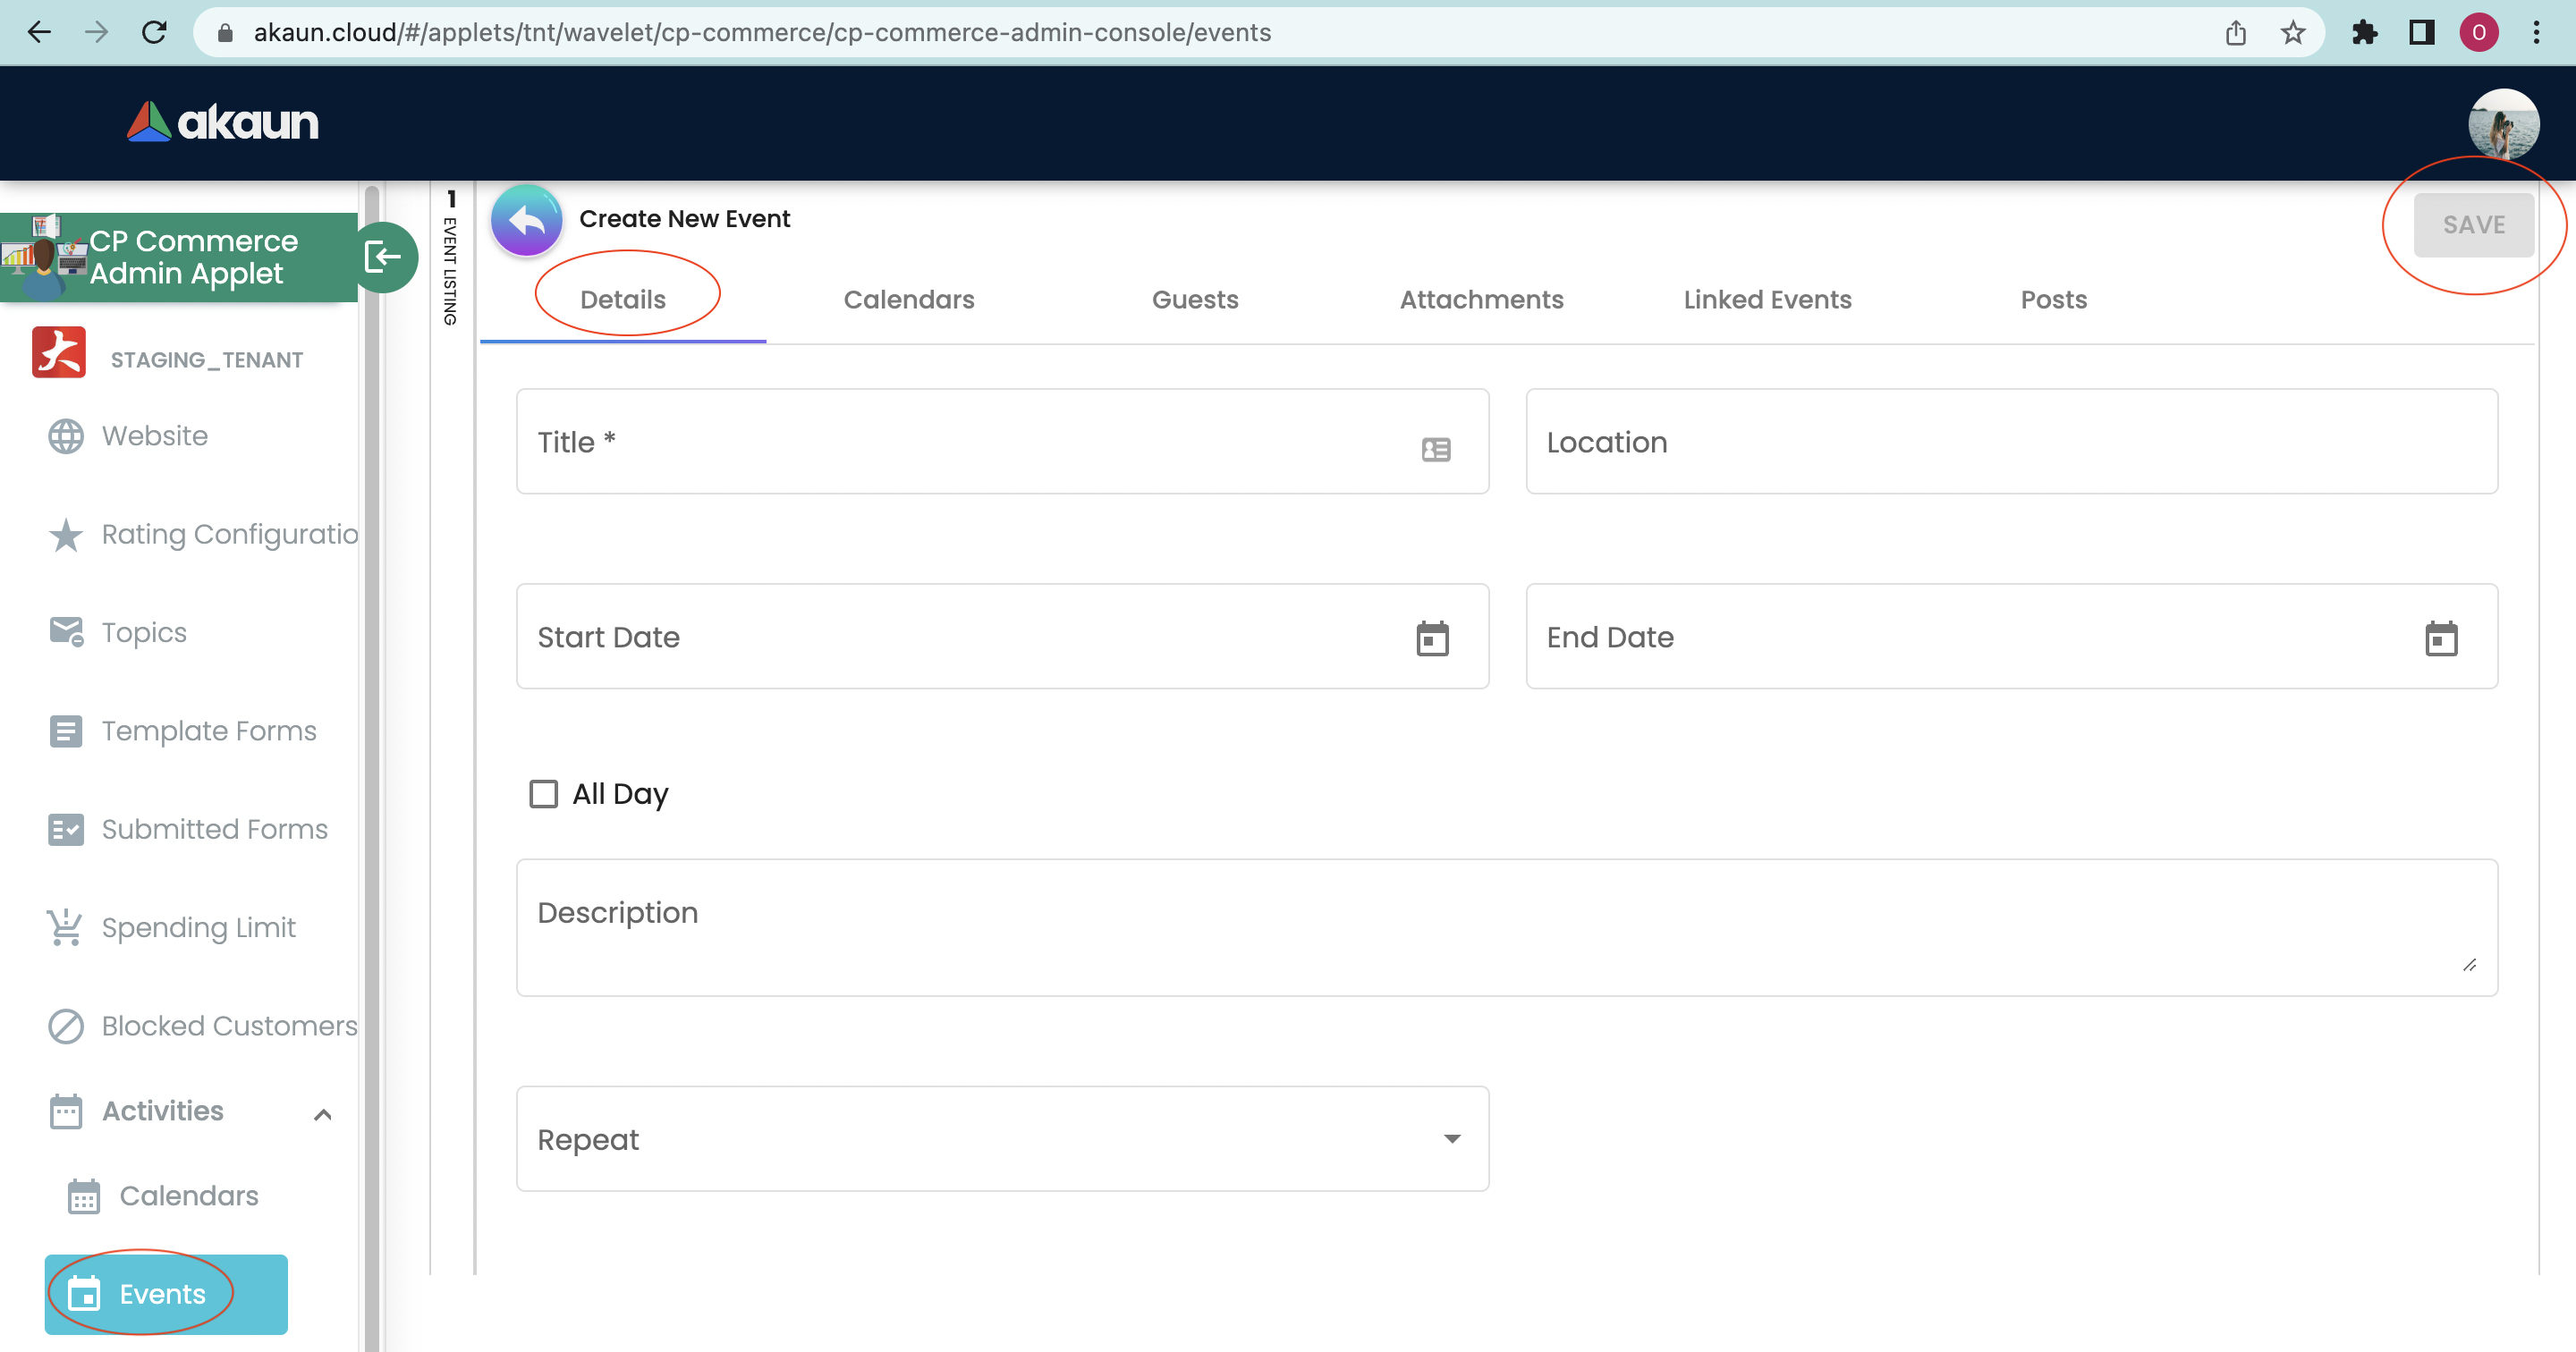 akaun.cloud/#/applets/tnt/wavelet/cp-commerce/cp-commerce-admin-console/events
O
akaun
CP Commerce
Admin Applet
STAGING_TENANT
Website
Rating Configuratio
Topics
Template Forms
Submitted Forms
Spending Limit
Blocked Customers
Activities
Calendars
Events
1
EVENT LISTING
Create New Event
SAVE
Details
Calendars
Guests
Attachments
Linked Events
Posts
Title *
Location
Start Date
End Date
All Day
Description
Repeat